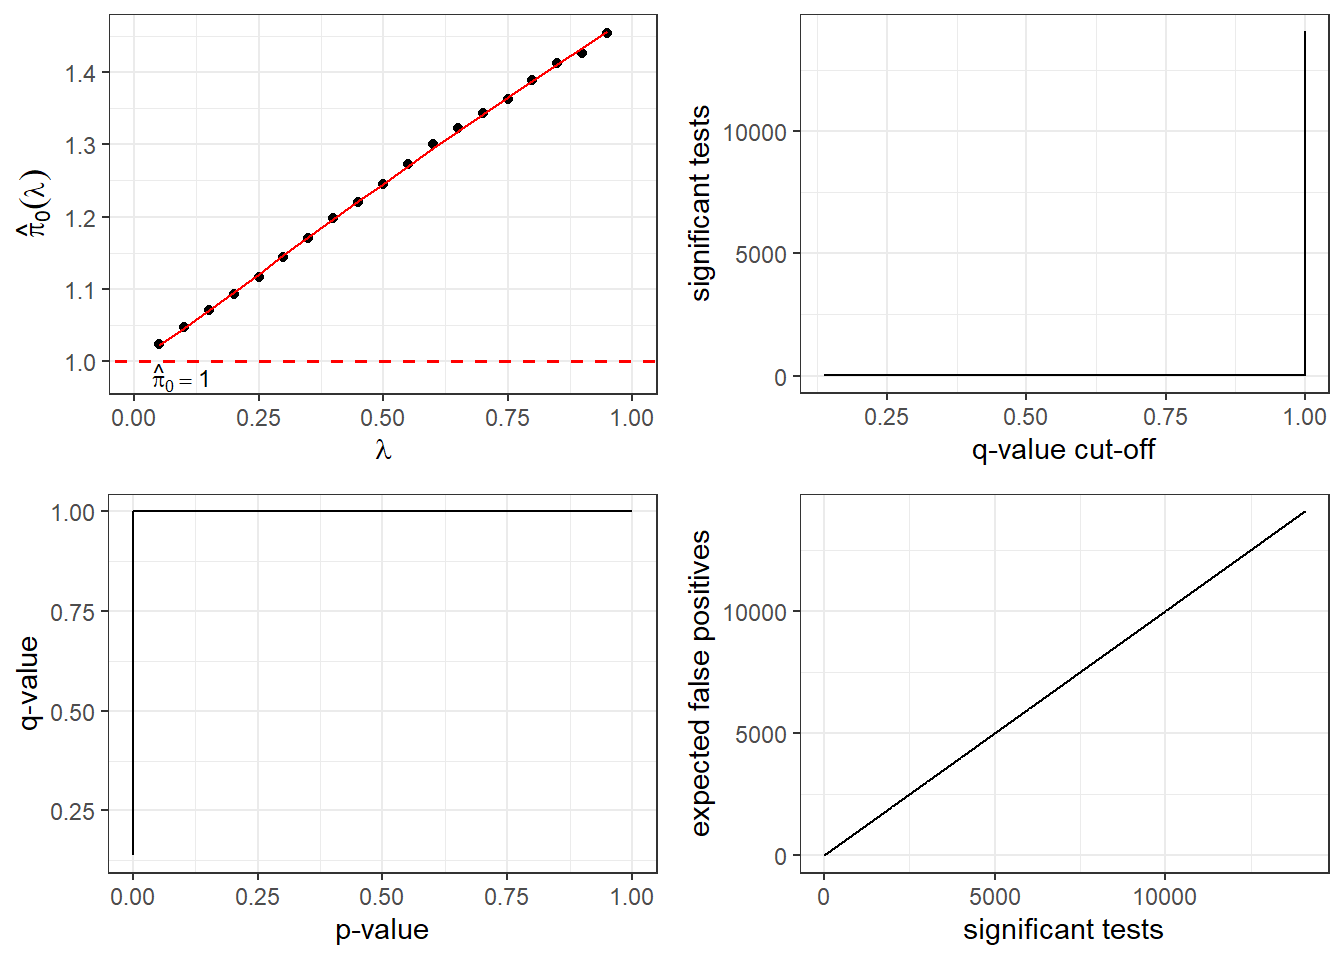 1.4
1.3
1.2
1.1
1.0
π̂₀(λ)
π̂₀ = 1
0.00 0.25 0.50 0.75 1.00
λ
10000
5000
0
significant tests
0.25 0.50 0.75 1.00
q-value cut-off
1.00
0.75
0.50
0.25
q-value
0.00 0.25 0.50 0.75 1.00
p-value
10000
5000
0
expected false positives
0 5000 10000
significant tests